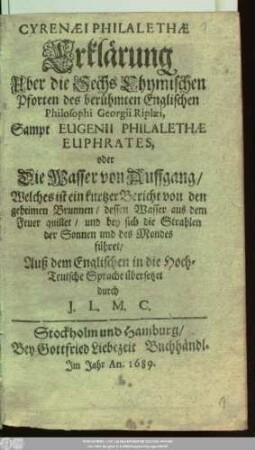 CYRENÆI PHILALETHÆ
Erklärung
Uber die Sechs Chymischen
Pforten des berühmten Englischen
Philosophi Georgii Riplæi,
Sampt EUGENII PHILALETHÆ
EUPHRATES,
oder
Die Wasser von Auffgang/
Welches ist ein kurtzer Bericht von den
geheimen Brunnen/ dessen Wasser aus dem
Feuer quillet/ und bey sich die Strahlen
der Sonnen und des Mondes
führet/
Auß dem Englischen in die Hoch-
Teutsche Sprache übersetzet
durch
J. L. M. C.
Stockholm und Hamburg/
Bey Gottfried Liebezeit Buchhändl.
Im Jahr An. 1689.